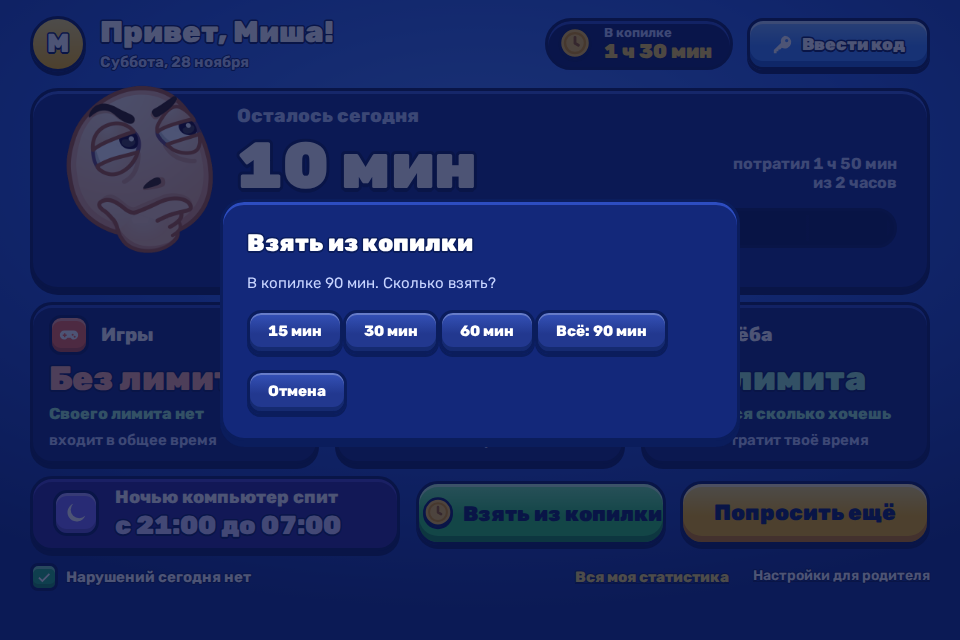 М
Привет, Миша!
Суббота, 28 ноября
В копилке
1 ч 30 мин
Ввести код
Осталось сегодня
10 мин
потратил 1 ч 50 мин
из 2 часов
Взять из копилки
В копилке 90 мин. Сколько взять?
15 мин
30 мин
60 мин
Всё: 90 мин
Отмена
Игры
Без лимит
Своего лимита нет
входит в общее время
ёба
лимита
ся сколько хочешь
тратит твоё время
Ночью компьютер спит
с 21:00 до 07:00
Взять из копилки
Попросить ещё
Нарушений сегодня нет
Вся моя статистика
Настройки для родителя